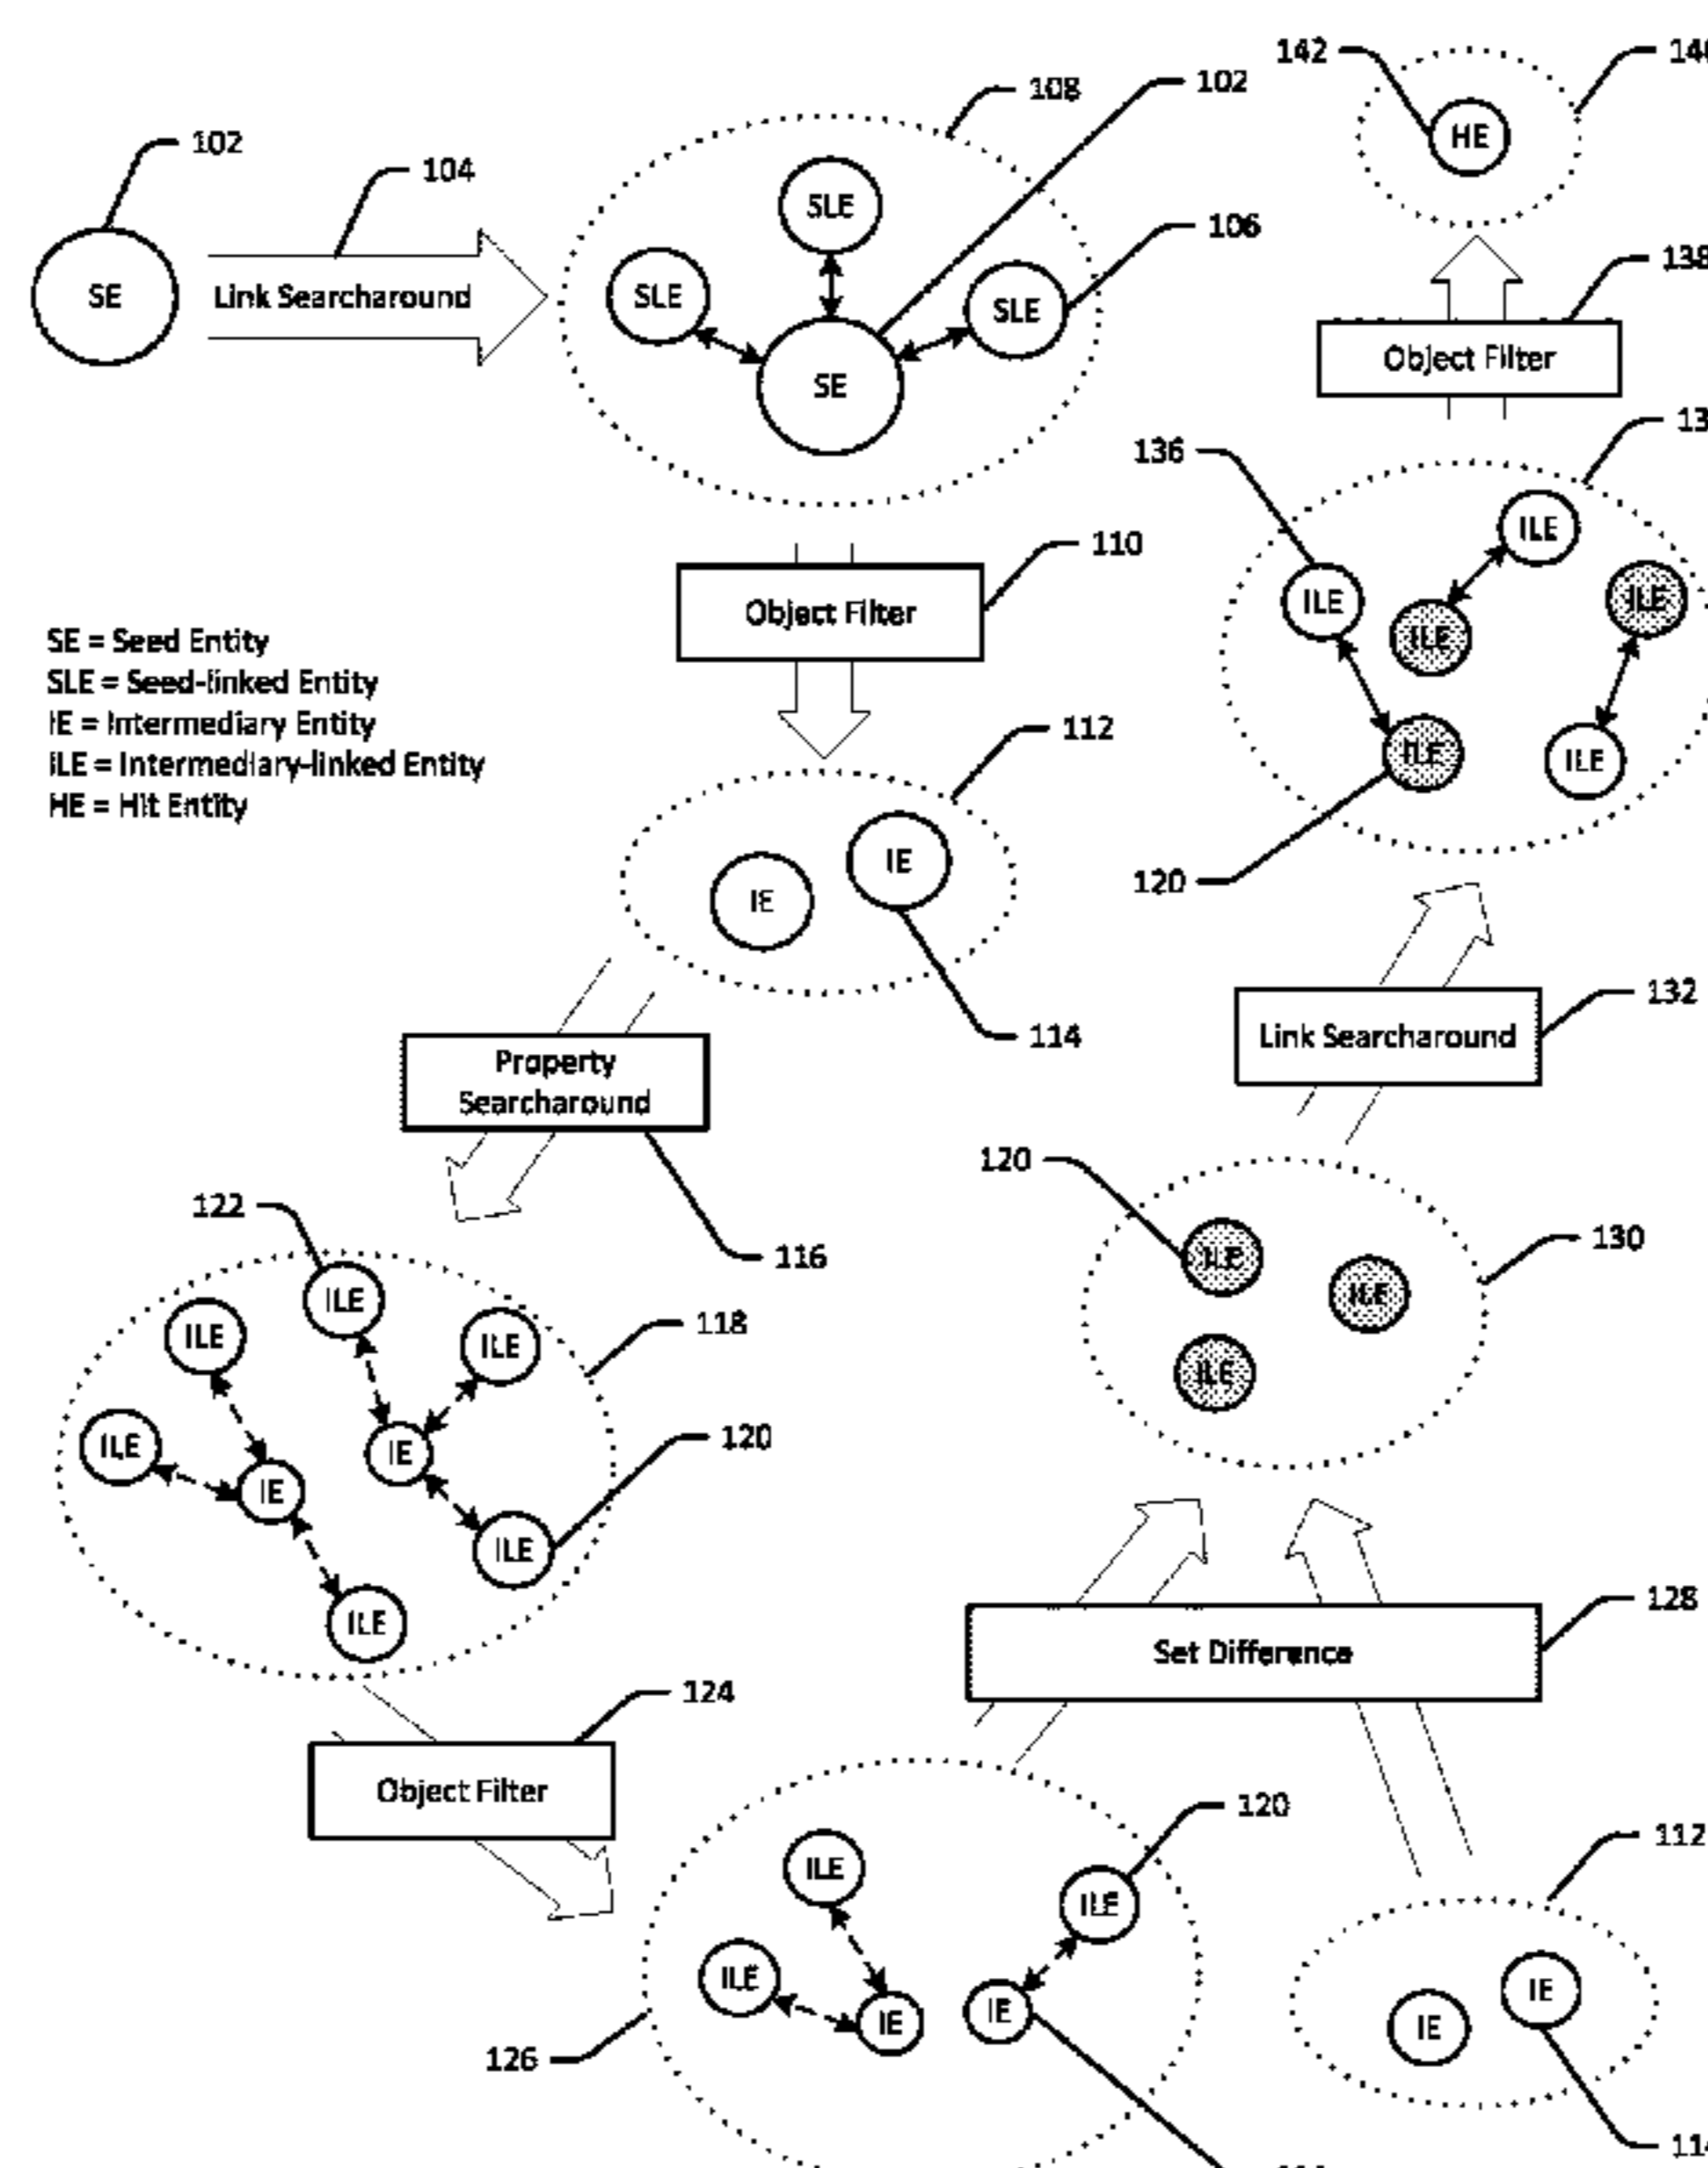 102
104
SE
Link Searcharound
108
102
SLE
SLE
SLE
106
SE
142
HE
138
Object Filter
110
Object Filter
SE = Seed Entity
SLE = Seed-linked Entity
IE = Intermediary Entity
ILE = Intermediary-linked Entity
HE = Hit Entity
136
ILE
ILE
ILE
ILE
ILE
ILE
120
112
IE
IE
114
Property
Searcharound
116
Link Searcharound
132
120
ILE
ILE
ILE
130
122
ILE
ILE
ILE
118
ILE
IE
IE
120
ILE
ILE
Set Difference
128
124
Object Filter
120
ILE
ILE
ILE
IE
IE
126
112
IE
IE